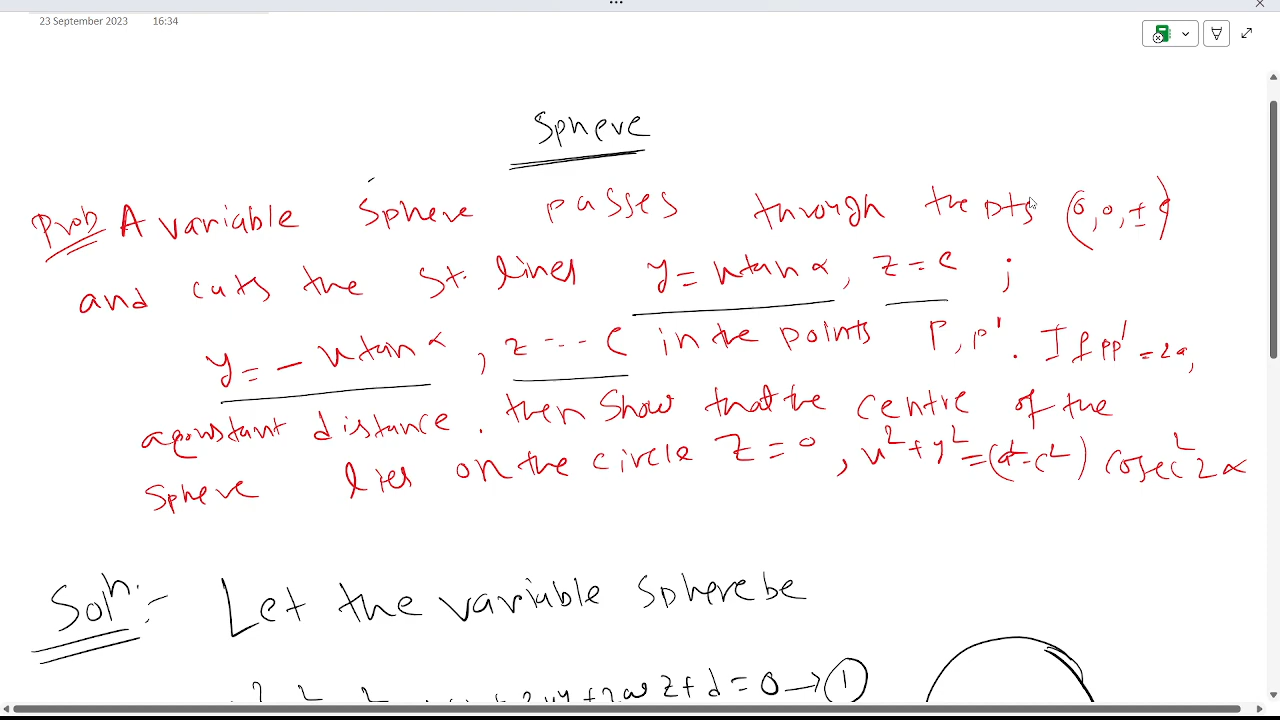 23 September 2023 16:34
Sphere
Prob A variable sphere passes through the pts (0,0,±c)
and cuts the st. lines y = x tan α, z = c ;
y = - x tan α, z = - c in the points P, P'. If PP' = 2a,
a constant distance. then show that the centre of the
sphere lies on the circle z = 0, x² + y² = (a² - c²) cosec² 2α
Solⁿ:- Let the variable sphere be
z + d = 0 → ①